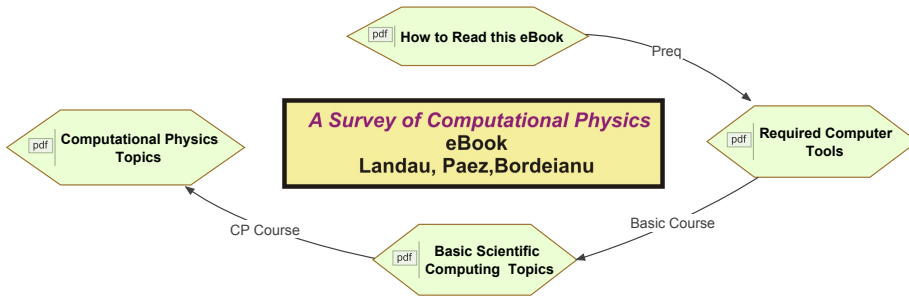 pdf
How to Read this eBook
Preq
A Survey of Computational Physics
eBook
Landau, Paez,Bordeianu
pdf
Computational Physics
Topics
pdf
Required Computer
Tools
CP Course
Basic Course
pdf
Basic Scientific
Computing Topics